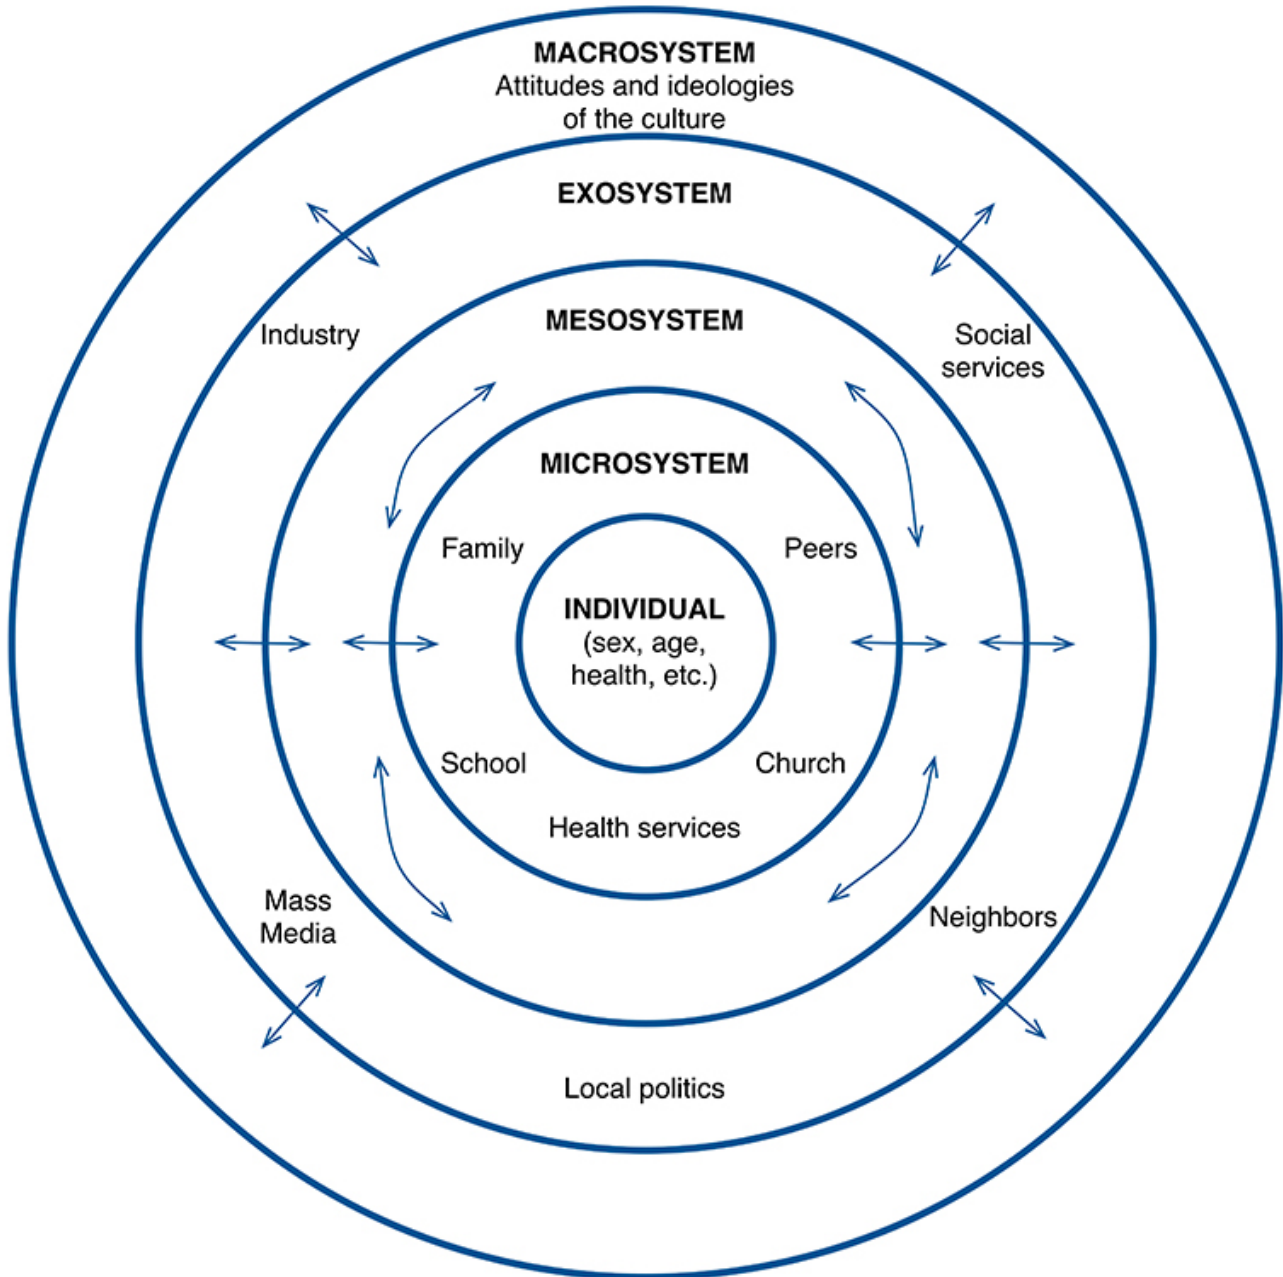 MACROSYSTEM
Attitudes and ideologies
of the culture
EXOSYSTEM
MESOSYSTEM
Industry
Social
services
MICROSYSTEM
Family
Peers
INDIVIDUAL
(sex, age,
health, etc.)
School
Church
Health services
Mass
Media
Neighbors
Local politics